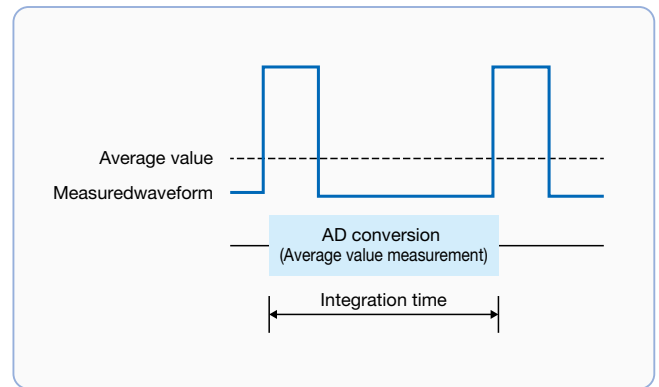 Average value
Measuredwaveform
AD conversion
(Average value measurement)
Integration time